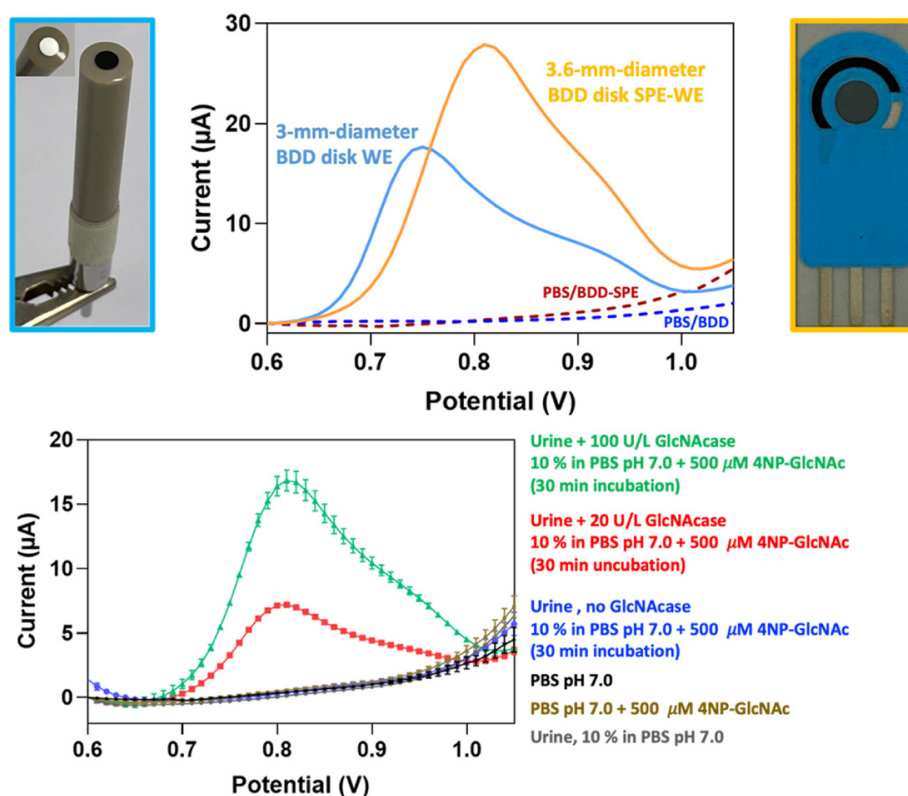 30
20
10
0
Current (µA)
3.6-mm-diameter
BDD disk SPE-WE
3-mm-diameter
BDD disk WE
PBS/BDD-SPE
PBS/BDD
0.6 0.7 0.8 0.9 1.0
Potential (V)
20
15
10
5
0
Current (µA)
0.6 0.7 0.8 0.9 1.0
Potential (V)
Urine + 100 U/L GlcNAcase
10 % in PBS pH 7.0 + 500 µM 4NP-GlcNAc
(30 min incubation)
Urine + 20 U/L GlcNAcase
10 % in PBS pH 7.0 + 500 µM 4NP-GlcNAc
(30 min uncubation)
Urine , no GlcNAcase
10 % in PBS pH 7.0 + 500 µM 4NP-GlcNAc
(30 min incubation)
PBS pH 7.0
PBS pH 7.0 + 500 µM 4NP-GlcNAc
Urine, 10 % in PBS pH 7.0